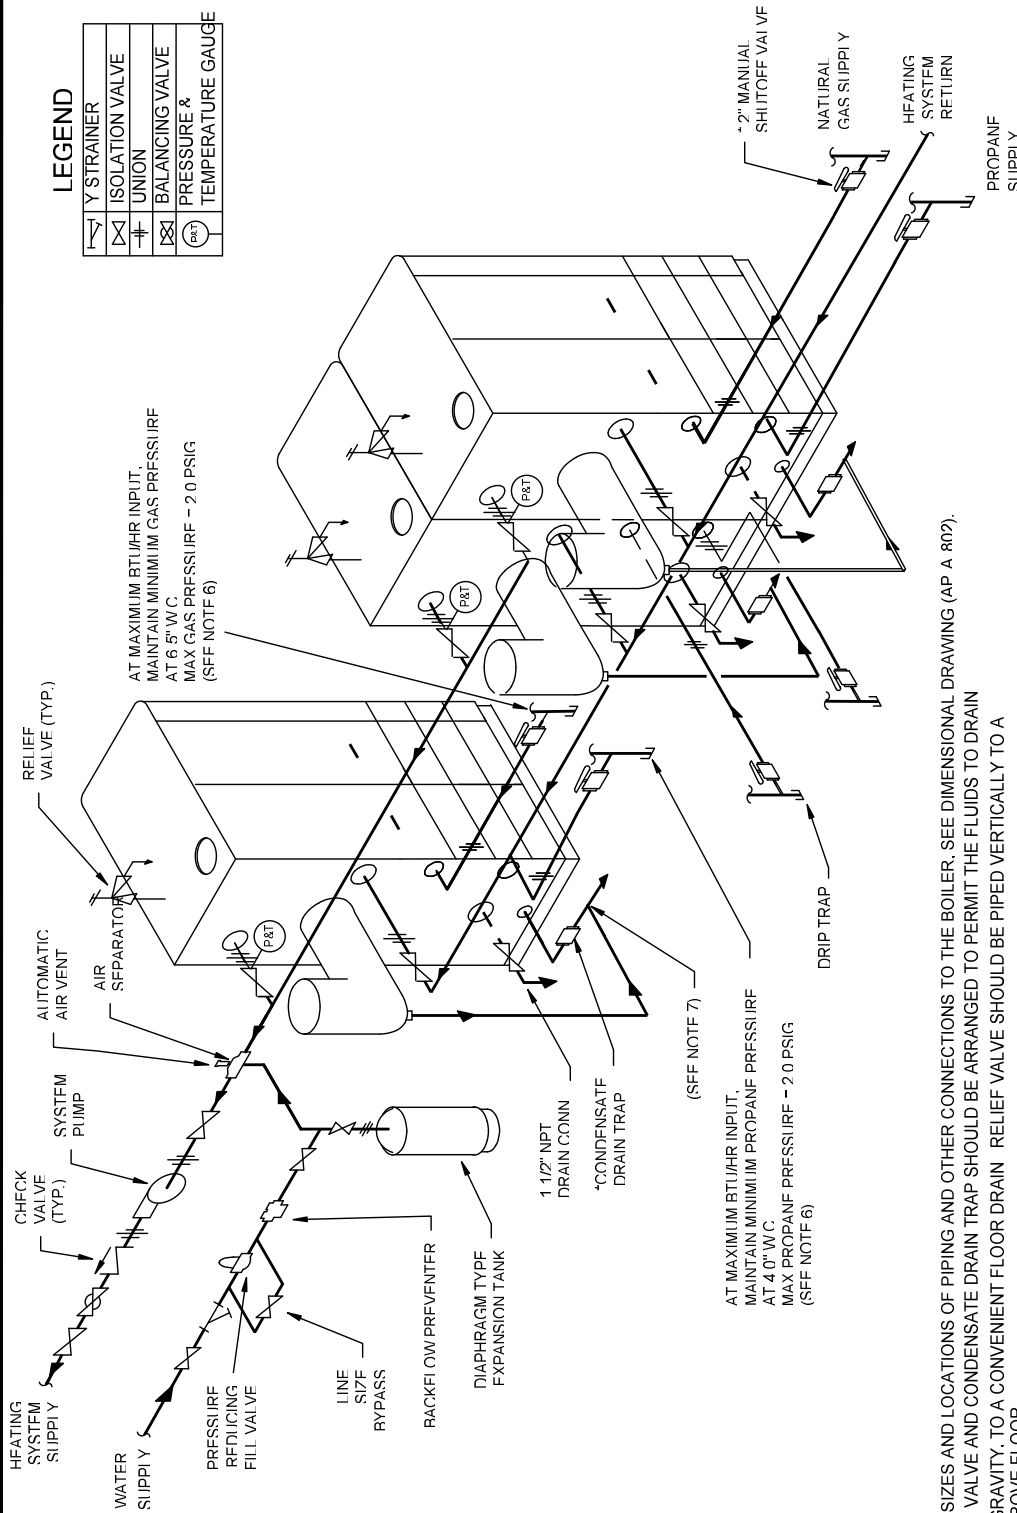 LEGEND
Y STRAINER
ISOLATION VALVE
UNION
BALANCING VALVE
P&T
PRESSURE &
TEMPERATURE GAUGE
RELIEF
VALVE (TYP.)
AT MAXIMUM BTU/HR INPUT,
MAINTAIN MINIMUM GAS PRESSURE
AT 6.5" W.C.
MAX GAS PRESSURE - 2.0 PSIG
(SEE NOTE 6)
* 2" MANUAL
SHUTOFF VALVE
NATURAL
GAS SUPPLY
HEATING
SYSTEM
RETURN
PROPANE
SUPPLY
AUTOMATIC
AIR VENT
AIR
SEPARATOR
SYSTEM
PUMP
CHECK
VALVE
(TYP.)
P&T
P&T
P&T
HEATING
SYSTEM
SUPPLY
WATER
SUPPLY
PRESSURE
REDUCING
FILL VALVE
LINE
SIZE
BYPASS
BACKFLOW PREVENTER
DIAPHRAGM TYPE
EXPANSION TANK
1 1/2" NPT
DRAIN CONN
*CONDENSATE
DRAIN TRAP
(SEE NOTE 7)
AT MAXIMUM BTU/HR INPUT,
MAINTAIN MINIMUM PROPANE PRESSURE
AT 4.0" W.C.
MAX PROPANE PRESSURE - 2.0 PSIG
(SEE NOTE 6)
DRIP TRAP
SIZES AND LOCATIONS OF PIPING AND OTHER CONNECTIONS TO THE BOILER, SEE DIMENSIONAL DRAWING (AP-A-802).
VALVE AND CONDENSATE DRAIN TRAP SHOULD BE ARRANGED TO PERMIT THE FLUIDS TO DRAIN
GRAVITY, TO A CONVENIENT FLOOR DRAIN RELIEF VALVE SHOULD BE PIPED VERTICALLY TO A
FLOOR